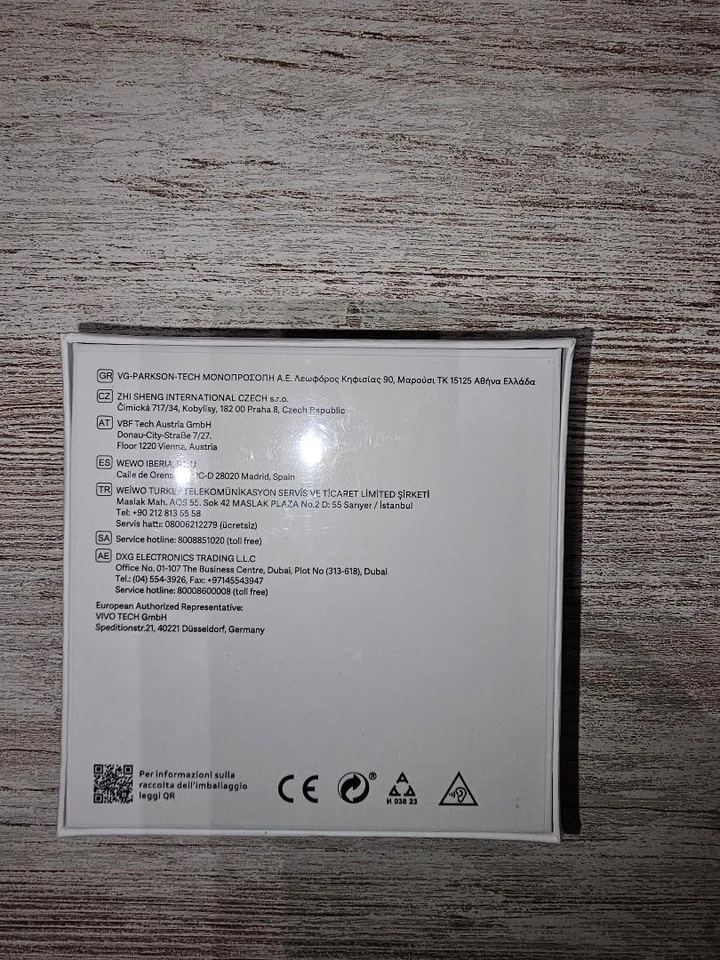 GR VG-PARKSON-TECH ΜΟΝΟΠΡΟΣΩΠΗ Α.Ε. Λεωφόρος Κηφισίας 90, Μαρούσι ΤΚ 15125 Αθήνα Ελλάδα
CZ ZHI SHENG INTERNATIONAL CZECH s.r.o.
Čimická 717/34, Kobylisy, 182 00 Praha 8, Czech Republic
AT VBF Tech Austria GmbH
Donau-City-Straße 7/27.
Floor 1220 Vienna, Austria
ES WEWO IBERIA
Calle de 28020 Madrid, Spain
TR WEİWO TURKEY TELEKOMÜNİKASYON SERVİS VE TİCARET LİMİTED ŞİRKETİ
Maslak Mah. AOS 55. Sok 42 MASLAK PLAZA No.2 D: 55 Sarıyer / İstanbul
Tel: +90 212 813 55 58
Servis hattı: 08006212279 (ücretsiz)
SA Service hotline: 8008851020 (toll free)
AE DXG ELECTRONICS TRADING L.L.C
Office No. 01-107 The Business Centre, Dubai, Plot No (313-618), Dubai
Tel.: (04) 554-3926, Fax: +97145543947
Service hotline: 80008600008 (toll free)
European Authorized Representative:
VIVO TECH GmbH
Speditionstr.21, 40221 Düsseldorf, Germany
Per informazioni sulla
raccolta dell'imballaggio
leggi QR
CE
®
И 038 23